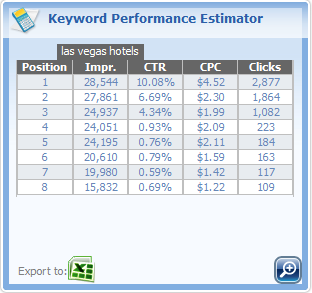 Keyword Performance Estimator
las vegas hotels
Position Impr. CTR CPC Clicks
1 28,544 10.08% $4.52 2,877
2 27,861 6.69% $2.30 1,864
3 24,937 4.34% $1.99 1,082
4 24,051 0.93% $2.09 223
5 24,195 0.76% $2.11 184
6 20,610 0.79% $1.59 163
7 19,980 0.59% $1.42 117
8 15,832 0.69% $1.22 109
Export to: